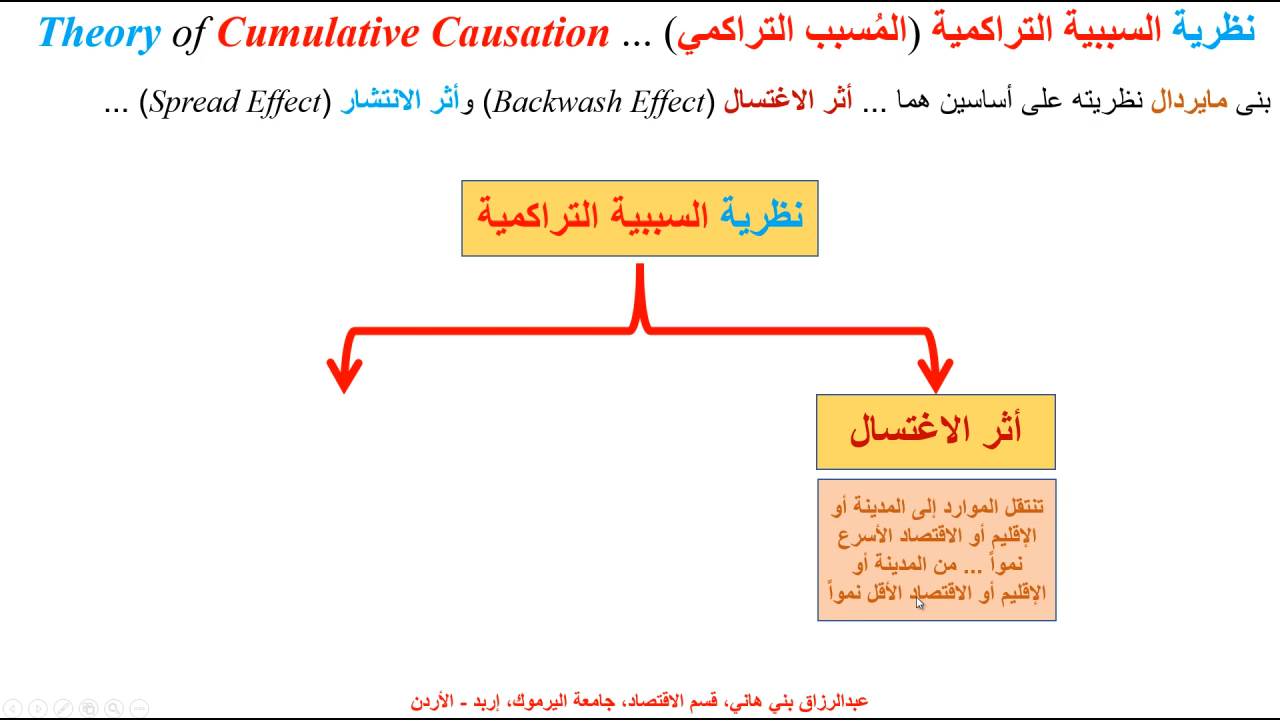 نظرية السببية التراكمية (المُسبب التراكمي) ... Theory of Cumulative Causation
بنى مايردال نظريته على أساسين هما ... أثر الاغتسال (Backwash Effect) وأثر الانتشار (Spread Effect) ...
نظرية السببية التراكمية
أثر الاغتسال
تنتقل الموارد إلى المدينة أو
الإقليم أو الاقتصاد الأسرع
نمواً ... من المدينة أو
الإقليم أو الاقتصاد الأقل نمواً
عبدالرزاق بني هاني، قسم الاقتصاد، جامعة اليرموك، إربد - الأردن